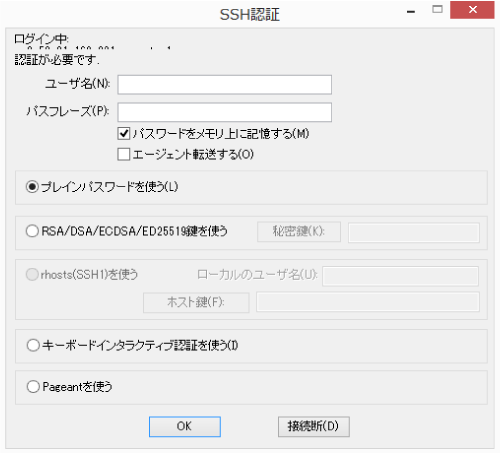 SSH認証
ログイン中:
認証が必要です.
ユーザ名(N):
パスフレーズ(P):
パスワードをメモリ上に記憶する(M)
エージェント転送する(O)
プレインパスワードを使う(L)
RSA/DSA/ECDSA/ED25519鍵を使う 秘密鍵(K):
rhosts(SSH1)を使う ローカルのユーザ名(U):
ホスト鍵(F):
キーボードインタラクティブ認証を使う(I)
Pageantを使う
OK 接続断(D)